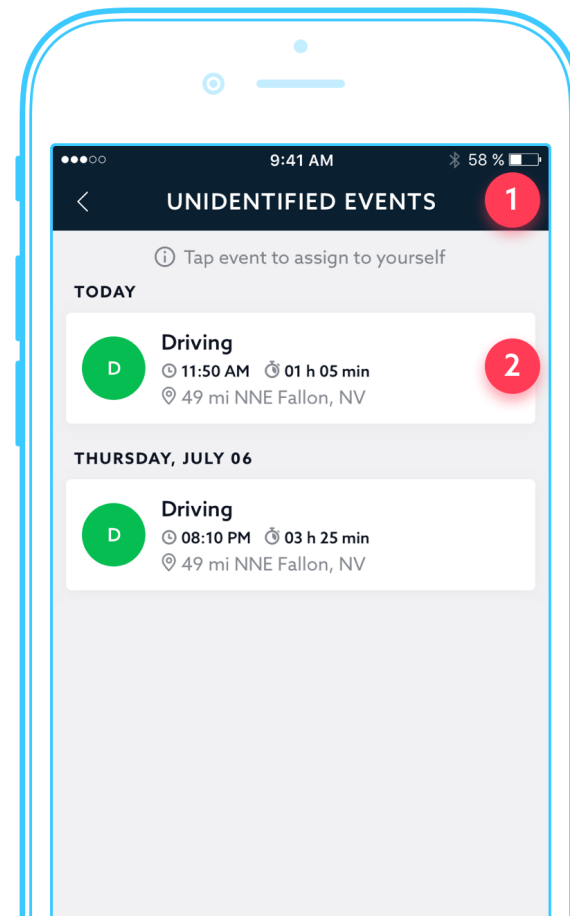 9:41 AM 58 %
UNIDENTIFIED EVENTS 1
Tap event to assign to yourself
TODAY
Driving
D 11:50 AM 01 h 05 min 2
49 mi NNE Fallon, NV
THURSDAY, JULY 06
Driving
D 08:10 PM 03 h 25 min
49 mi NNE Fallon, NV